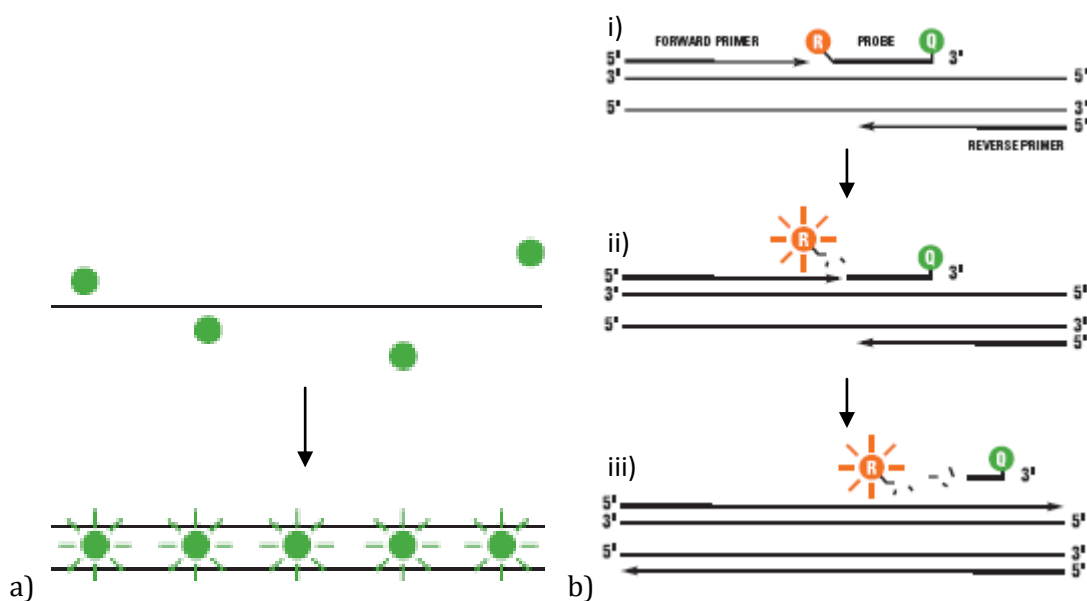 i)
FORWARD PRIMER R PROBE Q
5' 3'
3' 5'
5' 3'
5'
REVERSE PRIMER
ii)
R Q
5' 3'
3' 5'
5' 3'
5'
iii)
R Q 3'
5'
3' 5'
5' 3'
5'
a) b)